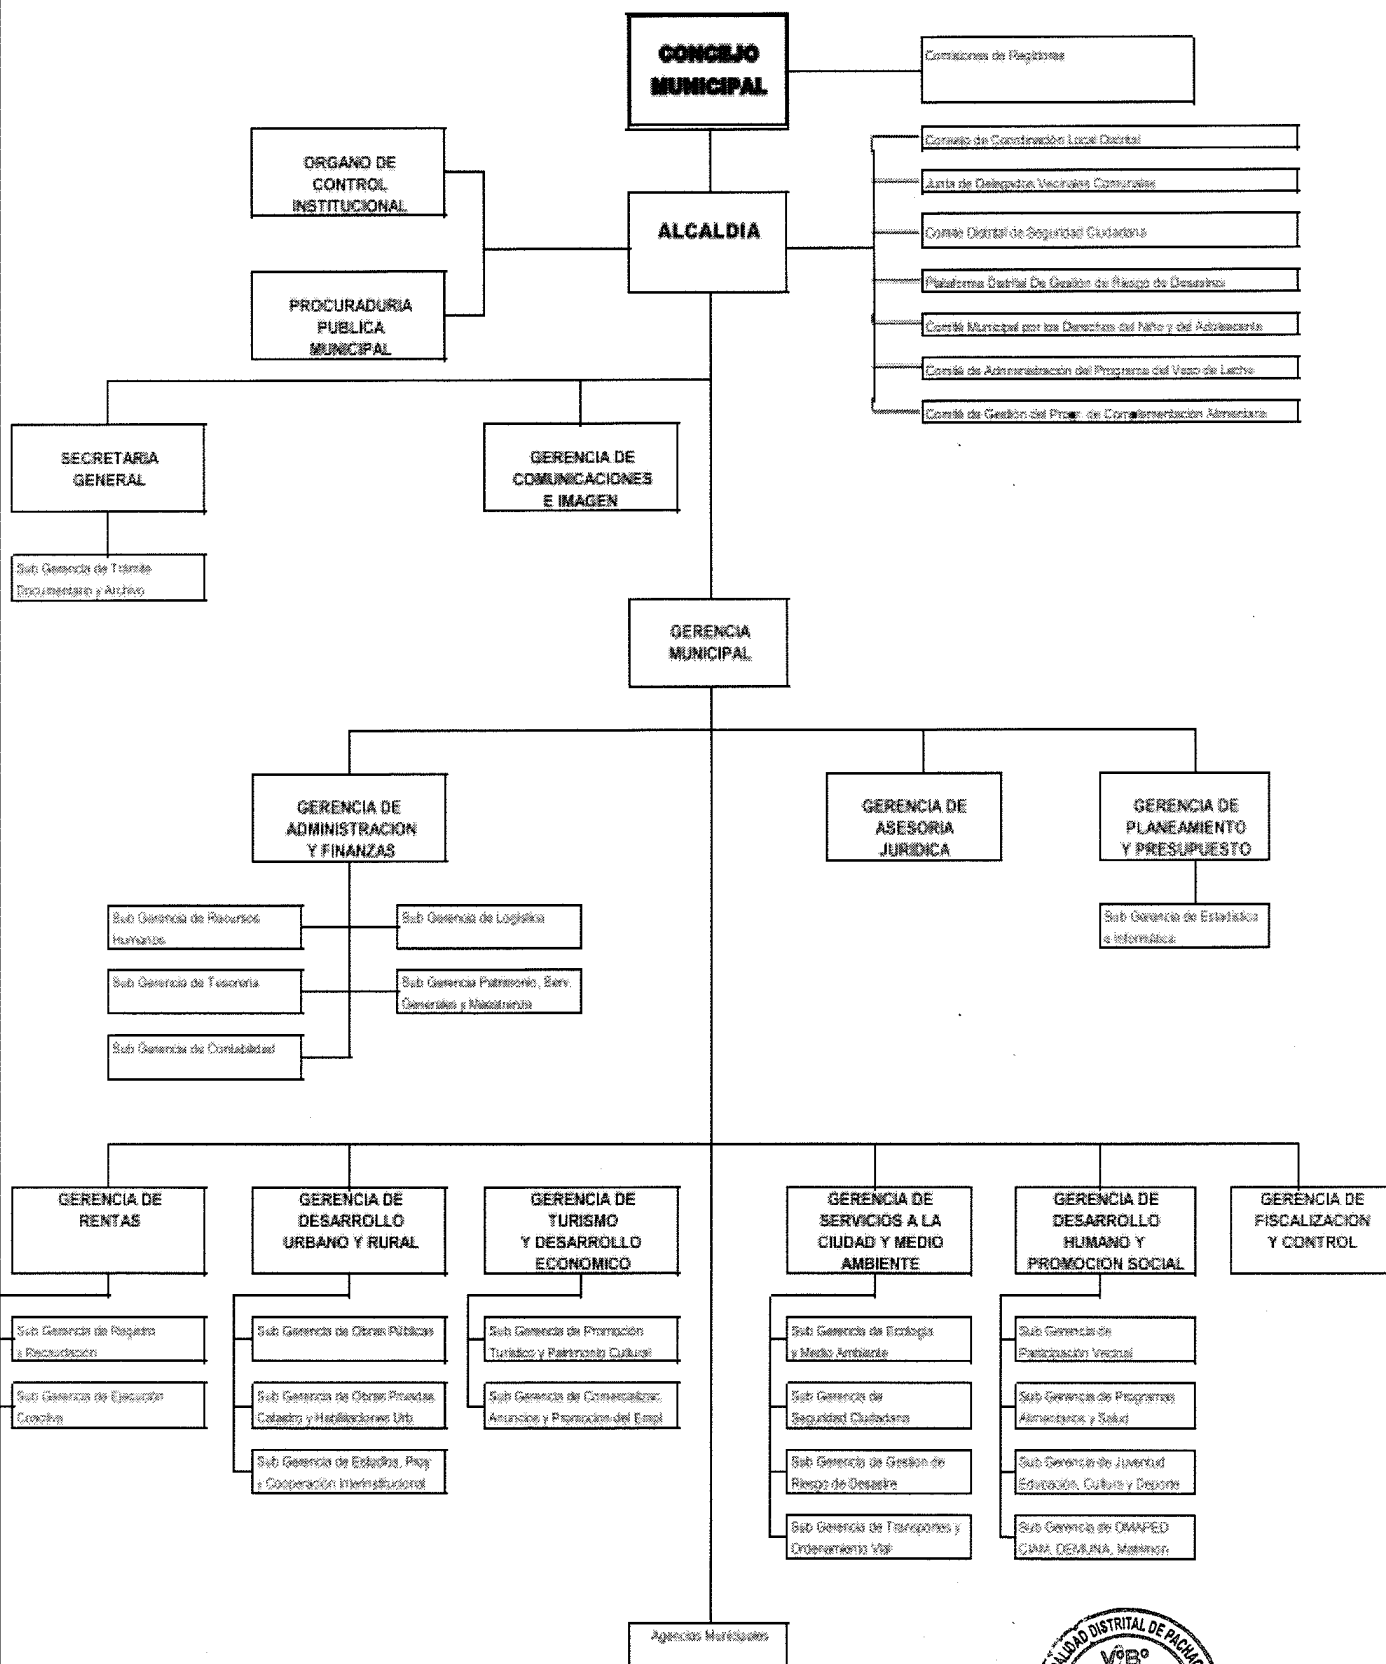 CONCEJO
MUNICIPAL
Comisiones de Regidores
ORGANO DE
CONTROL
INSTITUCIONAL
Consejo de Coordinación Local Distrital
Junta de Delegados Vecinales Comunales
ALCALDIA
Comité Distrital de Seguridad Ciudadana
PROCURADURIA
PUBLICA
MUNICIPAL
Plataforma Distrital De Gestión de Riesgo de Desastres
Comité Municipal por los Derechos del Niño y del Adolescente
Comité de Administración del Programa del Vaso de Leche
Comité de Gestión del Progr. de Complementación Alimentaria
SECRETARIA
GENERAL
GERENCIA DE
COMUNICACIONES
E IMAGEN
Sub Gerencia de Trámite
Documentario y Archivo
GERENCIA
MUNICIPAL
GERENCIA DE
ADMINISTRACION
Y FINANZAS
GERENCIA DE
ASESORIA
JURIDICA
GERENCIA DE
PLANEAMIENTO
Y PRESUPUESTO
Sub Gerencia de Recursos
Humanos
Sub Gerencia de Logística
Sub Gerencia de Estadística
e Informática
Sub Gerencia de Tesorería
Sub Gerencia Patrimonio, Serv.
Generales y Maestranza
Sub Gerencia de Contabilidad
GERENCIA DE
RENTAS
GERENCIA DE
DESARROLLO
URBANO Y RURAL
GERENCIA DE
TURISMO
Y DESARROLLO
ECONOMICO
GERENCIA DE
SERVICIOS A LA
CIUDAD Y MEDIO
AMBIENTE
GERENCIA DE
DESARROLLO
HUMANO Y
PROMOCION SOCIAL
GERENCIA DE
FISCALIZACION
Y CONTROL
Sub Gerencia de Registro
y Recaudación
Sub Gerencia de Obras Públicas
Sub Gerencia de Promoción
Turístico y Patrimonio Cultural
Sub Gerencia de Ecología
y Medio Ambiente
Sub Gerencia de
Participación Vecinal
Sub Gerencia de Ejecución
Coactiva
Sub Gerencia de Obras Privadas
Catastro y Habilitaciones Urb.
Sub Gerencia de Comercializac.
Anuncios y Promoción del Empl
Sub Gerencia de
Seguridad Ciudadana
Sub Gerencia de Programas
Alimentarios y Salud
Sub Gerencia de Estudios, Proy
y Cooperación Interinstitucional
Sub Gerencia de Gestión de
Riesgo de Desastre
Sub Gerencia de Juventud
Educación, Cultura y Deporte
Sub Gerencia de Transportes y
Ordenamiento Vial
Sub Gerencia de OMAPED
CIAM, DEMUNA, Matrimon
Agencias Municipales
ALIDAD DISTRITAL DE PACHAC
V°B°